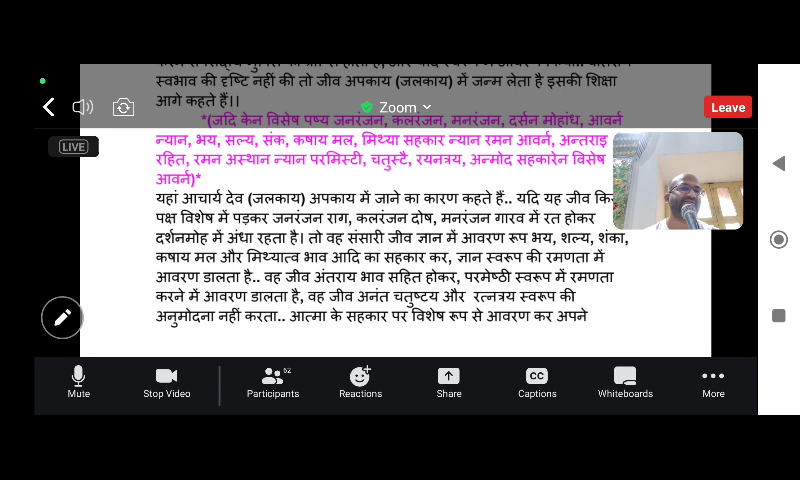 स्वभाव की दृष्टि नहीं की तो जीव अपकाय (जलकाय) में जन्म लेता है इसकी शिक्षा
आगे कहते हैं।।
Zoom
Leave
*(जदि केन विसेष पष्य जनरंजन, कलरंजन, मनरंजन, दर्सन मोहांध, आवर्न
LIVE
न्यान, भय, सल्य, संक, कषाय मल, मिथ्या सहकार न्यान रमन आवर्न, अन्तराइ
रहित, रमन अस्थान न्यान परमिस्टी, चतुस्टै, रयनत्रय, अन्मोद सहकारेन विसेष
आवर्न)*
यहां आचार्य देव (जलकाय) अपकाय में जाने का कारण कहते हैं.. यदि यह जीव
पक्ष विशेष में पड़कर जनरंजन राग, कलरंजन दोष, मनरंजन गारव में रत होकर
दर्शनमोह में अंधा रहता है। तो वह संसारी जीव ज्ञान में आवरण रूप भय, शल्य, शंका,
कषाय मल और मिथ्यात्व भाव आदि का सहकार कर, ज्ञान स्वरूप की रमणता में
आवरण डालता है.. वह जीव अंतराय भाव सहित होकर, परमेष्ठी स्वरूप में रमणता
करने में आवरण डालता है, वह जीव अनंत चतुष्टय और रत्नत्रय स्वरूप की
अनुमोदना नहीं करता.. आत्मा के सहकार पर विशेष रूप से आवरण कर अपने
62
Mute Stop Video Participants Reactions Share Captions Whiteboards More
CC